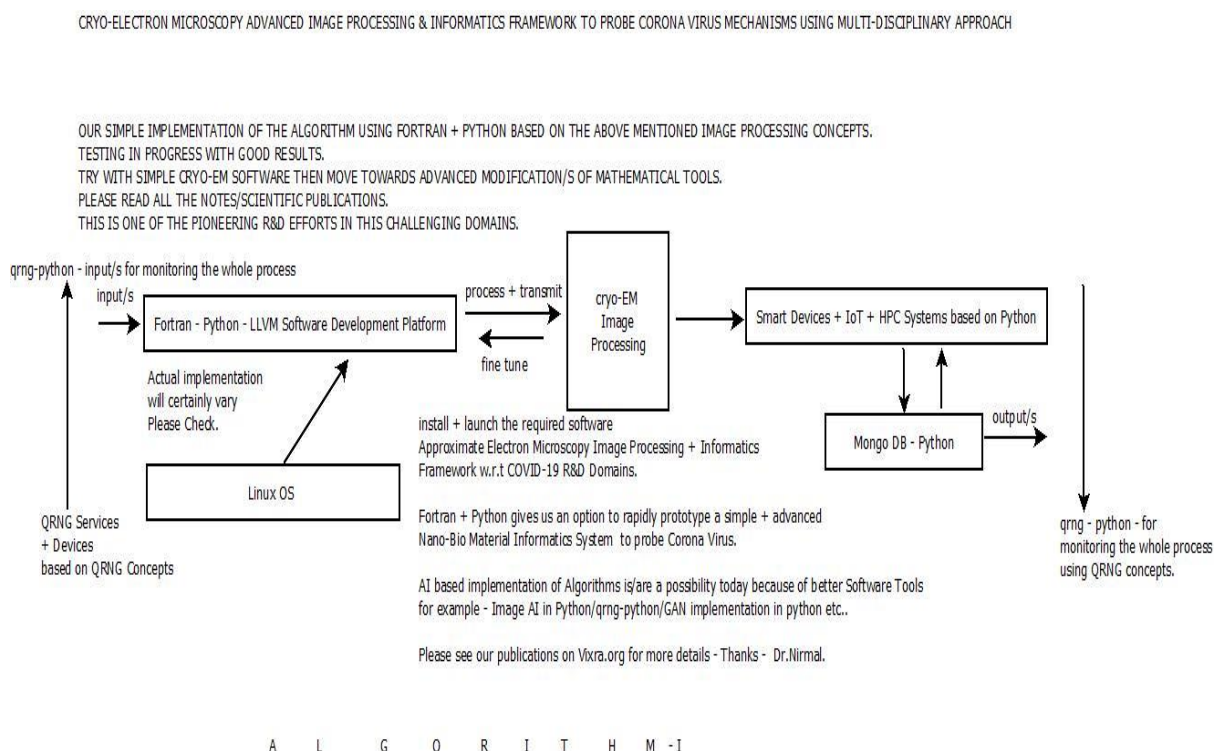 CRYO-ELECTRON MICROSCOPY ADVANCED IMAGE PROCESSING & INFORMATICS FRAMEWORK TO PROBE CORONA VIRUS MECHANISMS USING MULTI-DISCIPLINARY APPROACH
OUR SIMPLE IMPLEMENTATION OF THE ALGORITHM USING FORTRAN + PYTHON BASED ON THE ABOVE MENTIONED IMAGE PROCESSING CONCEPTS.
TESTING IN PROGRESS WITH GOOD RESULTS.
TRY WITH SIMPLE CRYO-EM SOFTWARE THEN MOVE TOWARDS ADVANCED MODIFICATION/S OF MATHEMATICAL TOOLS.
PLEASE READ ALL THE NOTES/SCIENTIFIC PUBLICATIONS.
THIS IS ONE OF THE PIONEERING R&D EFFORTS IN THIS CHALLENGING DOMAINS.
qrng-python - input/s for monitoring the whole process
input/s
Fortran - Python - LLVM Software Development Platform
process + transmit
fine tune
cryo-EM
Image
Processing
Smart Devices + IoT + HPC Systems based on Python
Actual implementation
will certainly vary
Please Check.
Mongo DB - Python
output/s
Linux OS
QRNG Services
+ Devices
based on QRNG Concepts
install + launch the required software
Approximate Electron Microscopy Image Processing + Informatics
Framework w.r.t COVID-19 R&D Domains.
Fortran + Python gives us an option to rapidly prototype a simple + advanced
Nano-Bio Material Informatics System to probe Corona Virus.
AI based implementation of Algorithms is/are a possibility today because of better Software Tools
for example - Image AI in Python/qrng-python/GAN implementation in python etc..
Please see our publications on Vixra.org for more details - Thanks - Dr.Nirmal.
qrng - python - for
monitoring the whole process
using QRNG concepts.
A L G O R I T H M - I